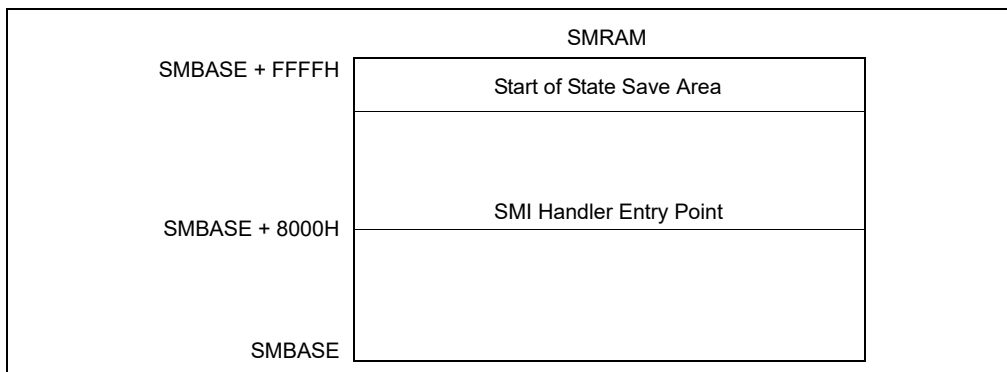 SMRAM
SMBASE + FFFFH
Start of State Save Area
SMI Handler Entry Point
SMBASE + 8000H
SMBASE